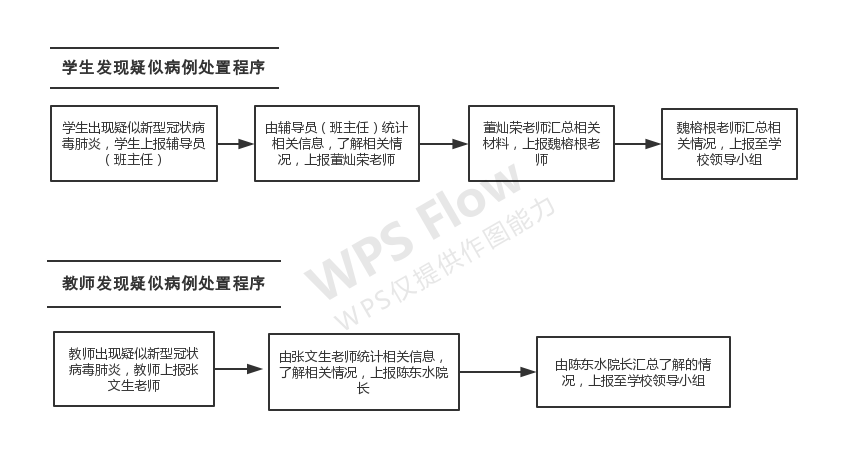 学生发现疑似病例处置程序
学生出现疑似新型冠状病
毒肺炎，学生上报辅导员
（班主任）
由辅导员（班主任）统计
相关信息，了解相关情
况，上报董灿荣老师
董灿荣老师汇总相关
材料，上报魏榕根老
师
魏榕根老师汇总相
关情况，上报至学
校领导小组
WPS Flow
WPS仅提供作图能力
教师发现疑似病例处置程序
教师出现疑似新型冠状
病毒肺炎，教师上报张
文生老师
由张文生老师统计相关信息，
了解相关情况，上报陈东水院
长
由陈东水院长汇总了解的情
况，上报至学校领导小组